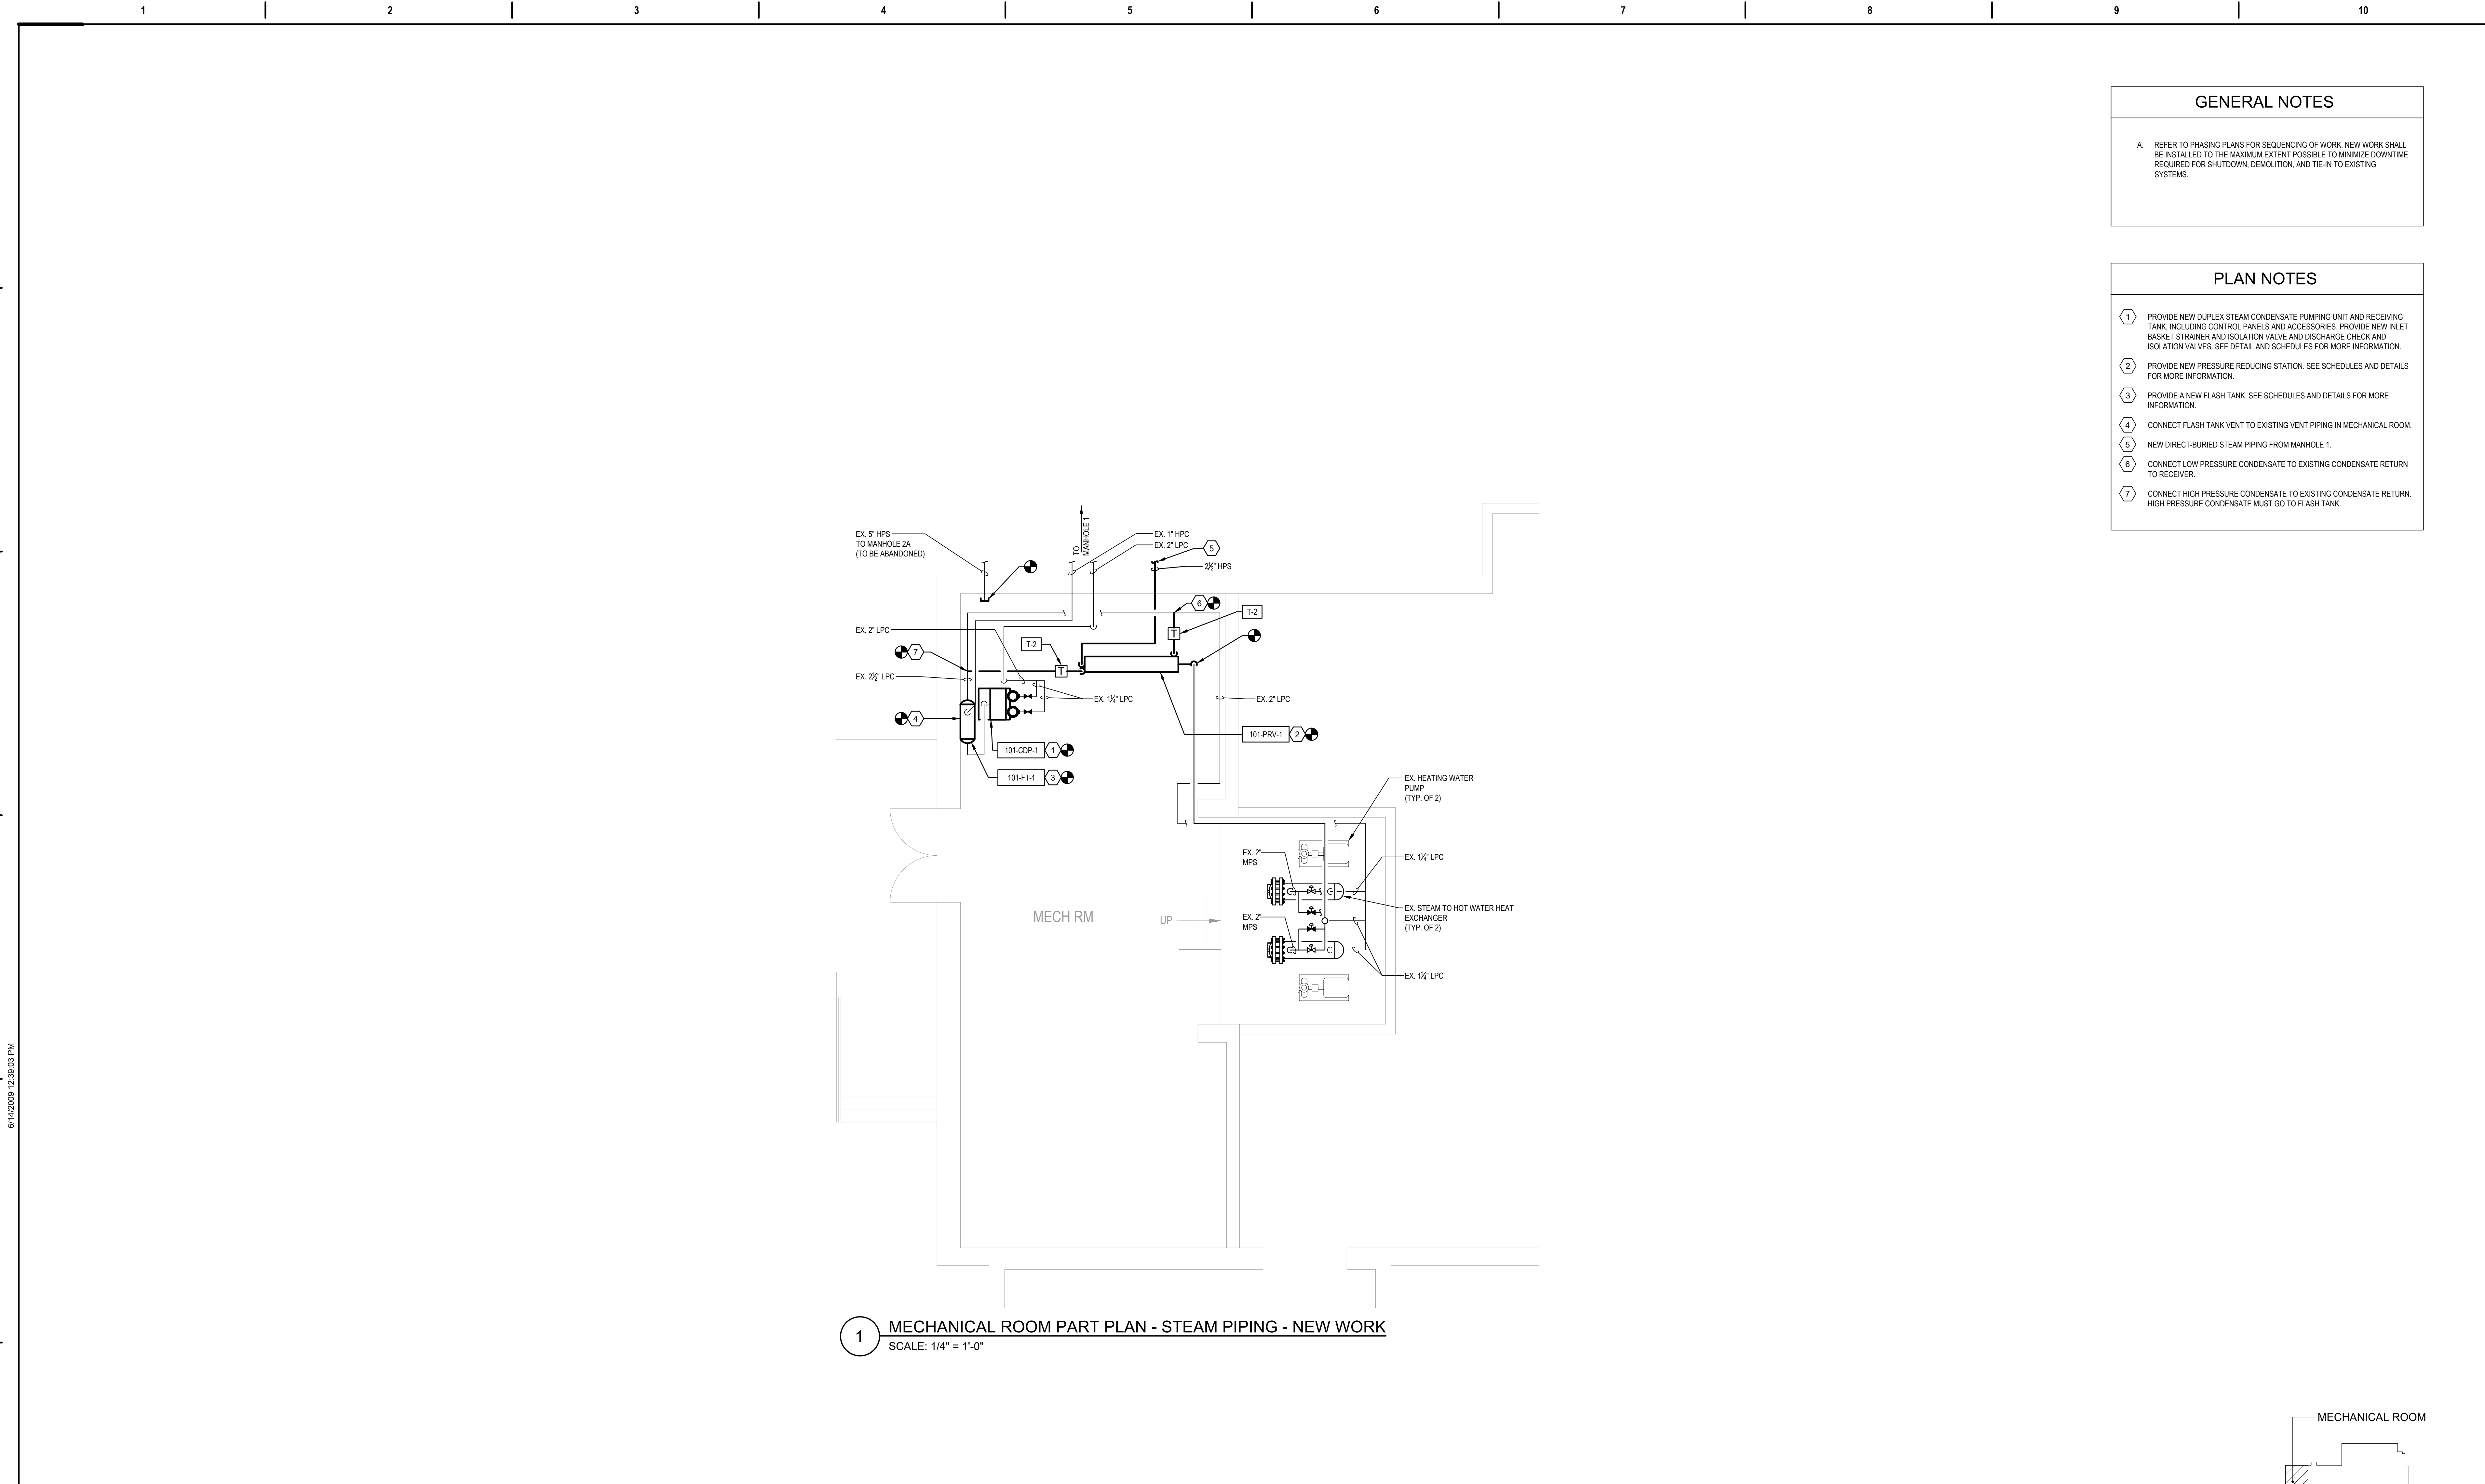 1 2 3 4 5 6 7 8 9 10
GENERAL NOTES
A. REFER TO PHASING PLANS FOR SEQUENCING OF WORK. NEW WORK SHALL
BE INSTALLED TO THE MAXIMUM EXTENT POSSIBLE TO MINIMIZE DOWNTIME
REQUIRED FOR SHUTDOWN, DEMOLITION, AND TIE-IN TO EXISTING
SYSTEMS.
PLAN NOTES
1 PROVIDE NEW DUPLEX STEAM CONDENSATE PUMPING UNIT AND RECEIVING
TANK, INCLUDING CONTROL PANELS AND ACCESSORIES. PROVIDE NEW INLET
BASKET STRAINER AND ISOLATION VALVE AND DISCHARGE CHECK AND
ISOLATION VALVES. SEE DETAIL AND SCHEDULES FOR MORE INFORMATION.
2 PROVIDE NEW PRESSURE REDUCING STATION. SEE SCHEDULES AND DETAILS
FOR MORE INFORMATION.
3 PROVIDE A NEW FLASH TANK. SEE SCHEDULES AND DETAILS FOR MORE
INFORMATION.
4 CONNECT FLASH TANK VENT TO EXISTING VENT PIPING IN MECHANICAL ROOM.
5 NEW DIRECT-BURIED STEAM PIPING FROM MANHOLE 1.
6 CONNECT LOW PRESSURE CONDENSATE TO EXISTING CONDENSATE RETURN
TO RECEIVER.
7 CONNECT HIGH PRESSURE CONDENSATE TO EXISTING CONDENSATE RETURN.
HIGH PRESSURE CONDENSATE MUST GO TO FLASH TANK.
EX. 5" HPS
TO MANHOLE 2A
(TO BE ABANDONED)
TO
MANHOLE 1
EX. 1" HPC
EX. 2" LPC
5
2½" HPS
6
T-2
T
EX. 2" LPC
T-2
T
7
EX. 2½" LPC
EX. 1¼" LPC
EX. 2" LPC
4
101-PRV-1 2
101-CDP-1 1
101-FT-1 3
EX. HEATING WATER
PUMP
(TYP. OF 2)
EX. 2"
MPS
EX. 1¼" LPC
EX. STEAM TO HOT WATER HEAT
EXCHANGER
(TYP. OF 2)
EX. 2"
MPS
MECH RM
UP
EX. 1½" LPC
6/14/2009 12:39:03 PM
1 MECHANICAL ROOM PART PLAN - STEAM PIPING - NEW WORK
SCALE: 1/4" = 1'-0"
MECHANICAL ROOM